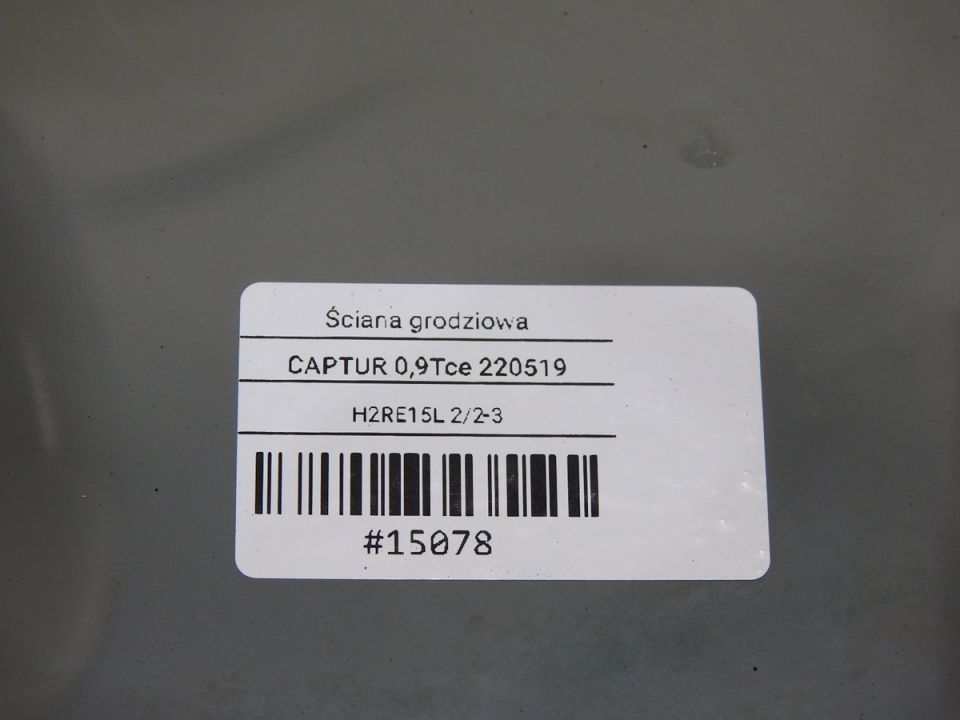 Ściana grodziowa
CAPTUR 0,9Tce 220519
H2RE15L 2/2-3
#15078